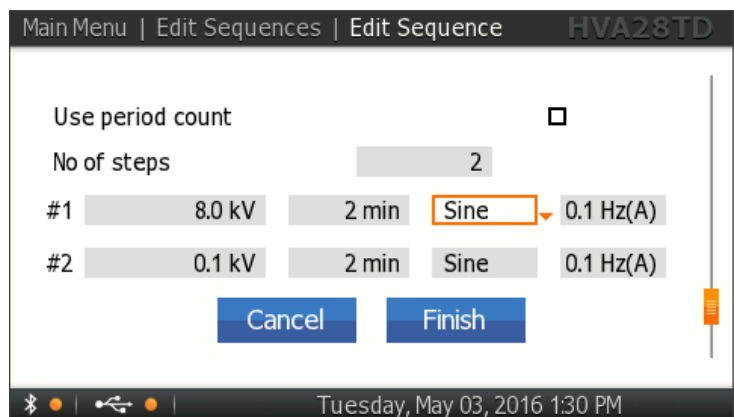 Main Menu | Edit Sequences | Edit Sequence HVA28TD
Use period count
No of steps 2
#1 8.0 kV 2 min Sine 0.1 Hz(A)
#2 0.1 kV 2 min Sine 0.1 Hz(A)
Cancel Finish
Tuesday, May 03, 2016 1:30 PM